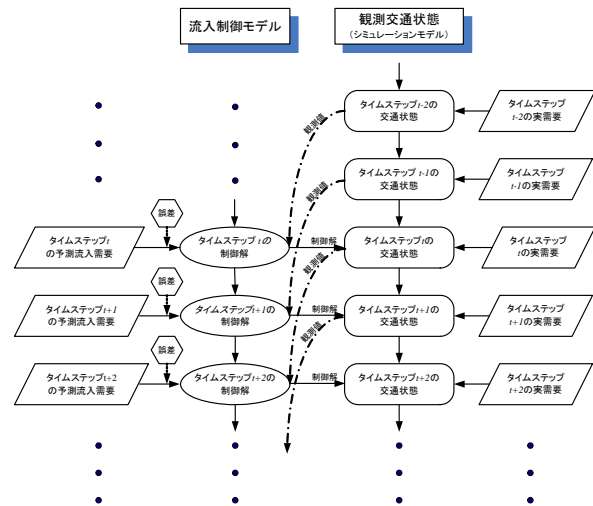 流入制御モデル
観測交通状態
(シミュレーションモデル)
タイムステップt-2の
交通状態
タイムステップ
t-2の実需要
観測値
タイムステップt-1の
交通状態
タイムステップ
t-1の実需要
観測値
誤差
タイムステップt
の予測流入需要
タイムステップtの
制御解
制御解
タイムステップtの
交通状態
タイムステップ
tの実需要
観測値
誤差
タイムステップt+1
の予測流入需要
タイムステップt+1の
制御解
制御解
タイムステップt+1の
交通状態
タイムステップ
t+1の実需要
観測値
誤差
タイムステップt+2
の予測流入需要
タイムステップt+2の
制御解
制御解
タイムステップt+2の
交通状態
タイムステップ
t+2の実需要